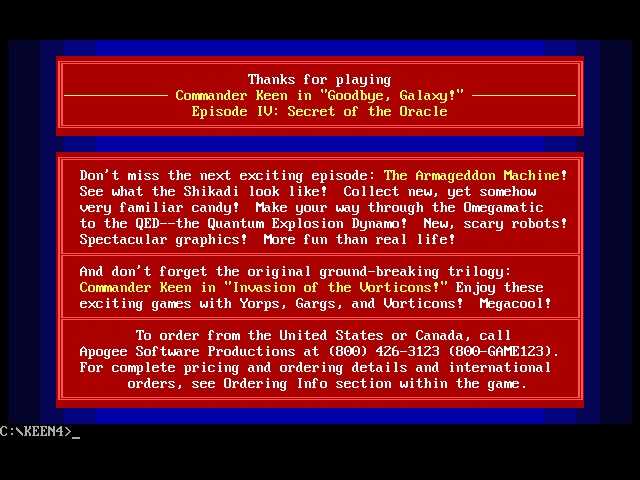 Thanks for playing
Commander Keen in "Goodbye, Galaxy!"
Episode IV: Secret of the Oracle
Don't miss the next exciting episode: The Armageddon Machine!
See what the Shikadi look like!  Collect new, yet somehow
very familiar candy!  Make your way through the Omegamatic
to the QED--the Quantum Explosion Dynamo!  New, scary robots!
Spectacular graphics!  More fun than real life!
And don't forget the original ground-breaking trilogy:
Commander Keen in "Invasion of the Vorticons!" Enjoy these
exciting games with Yorps, Gargs, and Vorticons!  Megacool!
To order from the United States or Canada, call
Apogee Software Productions at (800) 426-3123 (800-GAME123).
For complete pricing and ordering details and international
orders, see Ordering Info section within the game.
C:\KEEN4>_